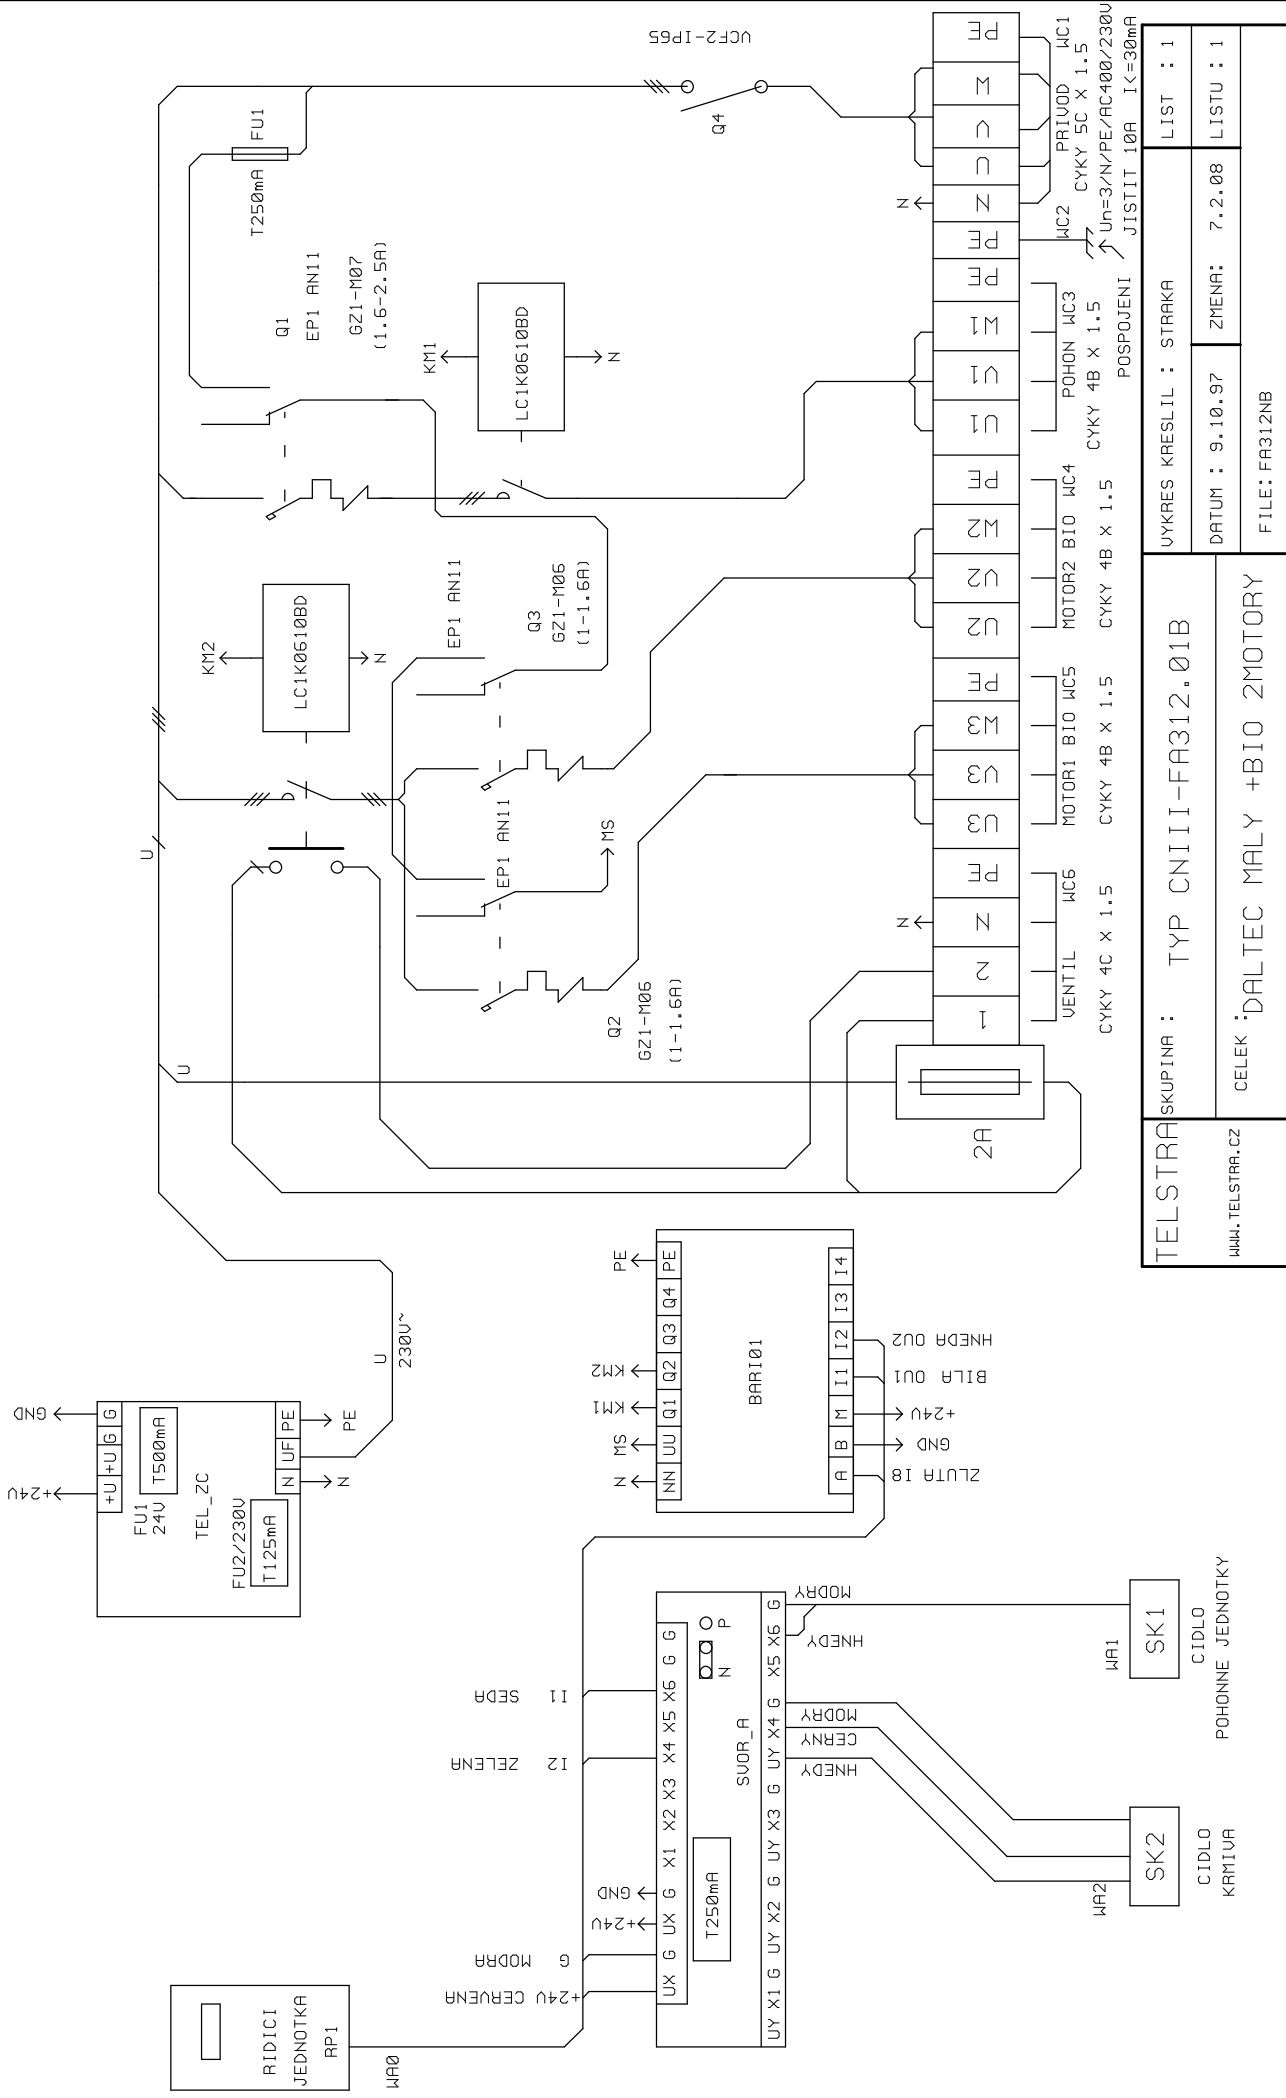 RIDICI
JEDNOTKA
RP1
WA0
+24V
GND
+U +U G G
FU1
24V
T500mA
TEL_ZC
FU2/230V
T125mA
N UF PE
N
PE
U
230V~
+24V CERVENA
G MODRA
I2 ZELENA
I1 SEDA
+24V
GND
UX G UX G X1 X2 X3 X4 X5 X6 G G
N P
T250mA
SVOR_A
UY X1 G UY X2 G UY X3 G UY X4 G X5 X6 G
HNEDY
CERNY
MODRY
HNEDY
MODRY
WA2
SK2
CIDLO
KRMIVA
WA1
SK1
CIDLO
POHONNE JEDNOTKY
N
MS
KM1
KM2
PE
NN UU Q1 Q2 Q3 Q4 PE
BARI01
A B M I1 I2 I3 I4
ZLUTA I8
GND
+24V
BILA OU1
HNEDA OU2
U
U
KM2
LC1K0610BD
N
EP1 AN11
Q3
GZ1-M06
(1-1.6A)
EP1 AN11
MS
Q2
GZ1-M06
(1-1.6A)
T250mA
FU1
Q1
EP1 AN11
GZ1-M07
(1.6-2.5A)
KM1
LC1K0610BD
N
VCF2-IP65
Q4
2A
N
N
1 2 N PE U3 V3 W3 PE U2 V2 W2 PE U1 V1 W1 PE PE N U V W PE
VENTIL WC6
CYKY 4C X 1.5
MOTOR1 BIO WC5
CYKY 4B X 1.5
MOTOR2 BIO WC4
CYKY 4B X 1.5
POHON WC3
CYKY 4B X 1.5
POSPOJENI
WC2
PRIVOD WC1
CYKY 5C X 1.5
Un=3/N/PE/AC400/230V
JISTIT 10A IK=30mA
TELSTRA
WWW.TELSTRA.CZ
SKUPINA : TYP CNIII-FA312.01B
CELEK : DALTEC MALY +BIO 2MOTORY
VYKRES KRESLIL : STRAKA
LIST : 1
DATUM : 9.10.97
ZMENA: 7.2.08
LISTU : 1
FILE: FA312NB